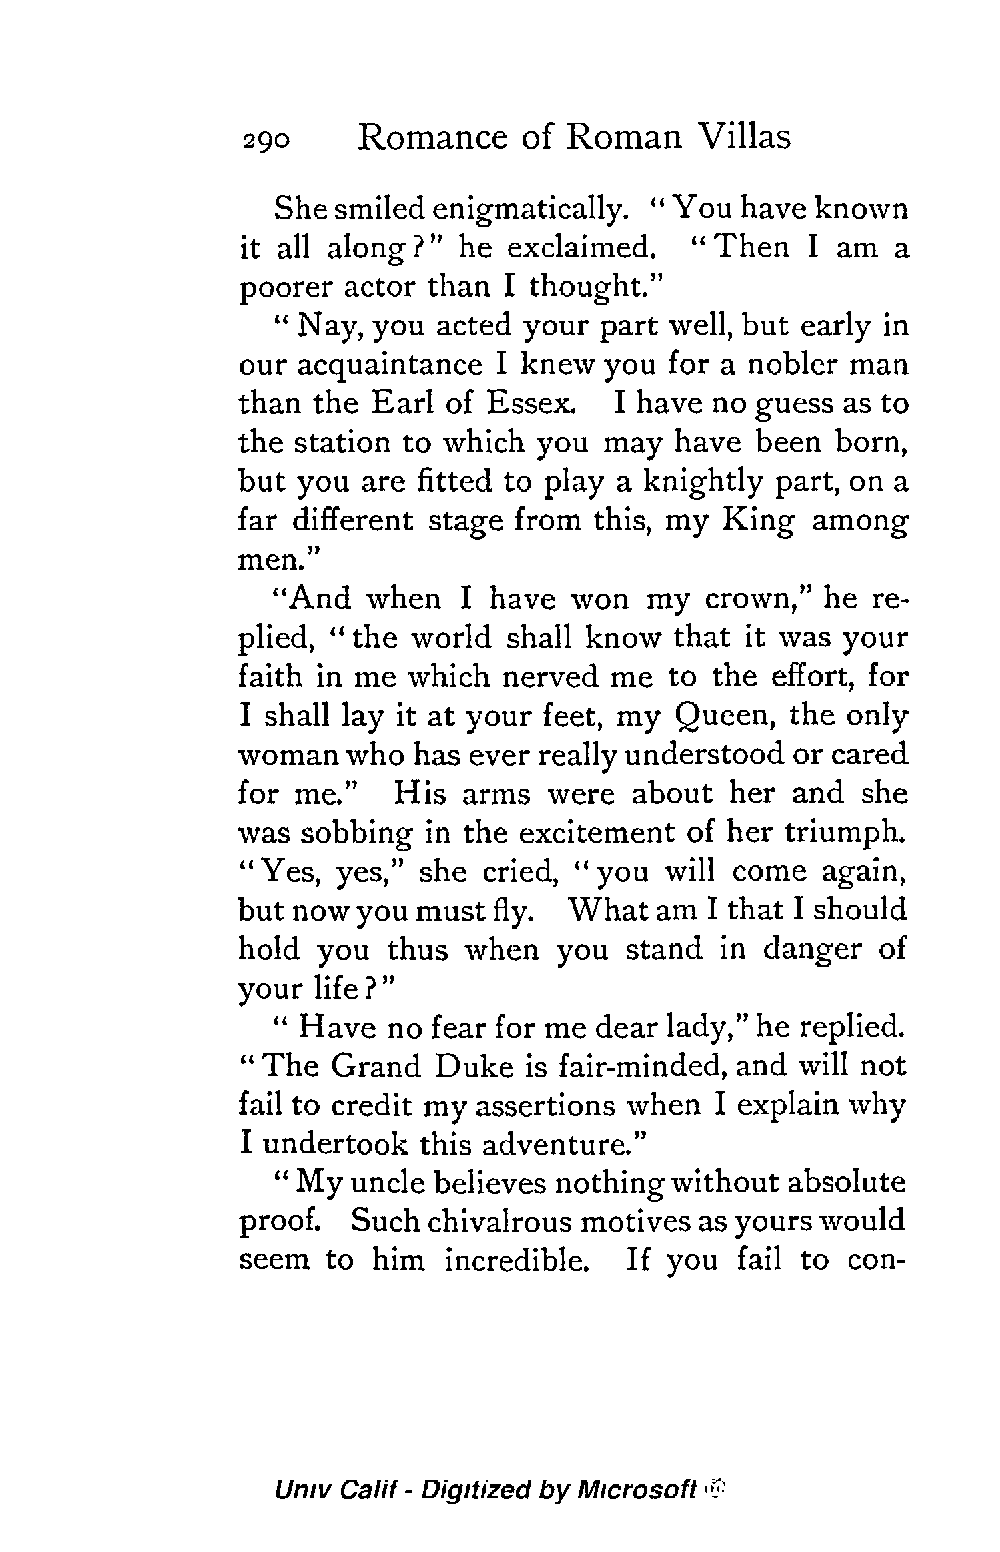 290 Romance of Roman Villas
She smiled enigmatically. "You have known
it all along?" he exclaimed. "Then I am a
poorer actor than I thought."
"Nay, you acted your part well, but early in
our acquaintance I knew you for a nobler man
than the Earl of Essex. I have no guess as to
the station to which you may have been born,
but you are fitted to play a knightly part, on a
far different stage from this, my King among
men."
"And when I have won my crown," he re-
plied, "the world shall know that it was your
faith in me which nerved me to the effort, for
I shall lay it at your feet, my Queen, the only
woman who has ever really understood or cared
for me." His arms were about her and she
was sobbing in the excitement of her triumph.
"Yes, yes," she cried, "you will come again,
but now you must fly. What am I that I should
hold you thus when you stand in danger of
your life?"
"Have no fear for me dear lady," he replied.
"The Grand Duke is fair-minded, and will not
fail to credit my assertions when I explain why
I undertook this adventure."
"My uncle believes nothing without absolute
proof. Such chivalrous motives as yours would
seem to him incredible. If you fail to con-
Univ Calif - Digitized by Microsoft ®